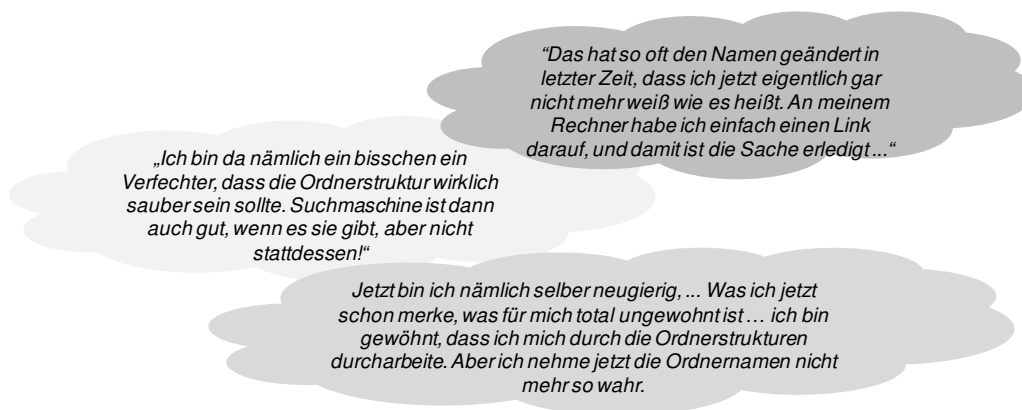 “Das hat so oft den Namen geändert in
letzter Zeit, dass ich jetzt eigentlich gar
nicht mehr weiß wie es heißt. An meinem
Rechner habe ich einfach einen Link
darauf, und damit ist die Sache erledigt ...“
„Ich bin da nämlich ein bisschen ein
Verfechter, dass die Ordnerstruktur wirklich
sauber sein sollte. Suchmaschine ist dann
auch gut, wenn es sie gibt, aber nicht
stattdessen!“
Jetzt bin ich nämlich selber neugierig, ... Was ich jetzt
schon merke, was für mich total ungewohnt ist … ich bin
gewöhnt, dass ich mich durch die Ordnerstrukturen
durcharbeite. Aber ich nehme jetzt die Ordnernamen nicht
mehr so wahr.